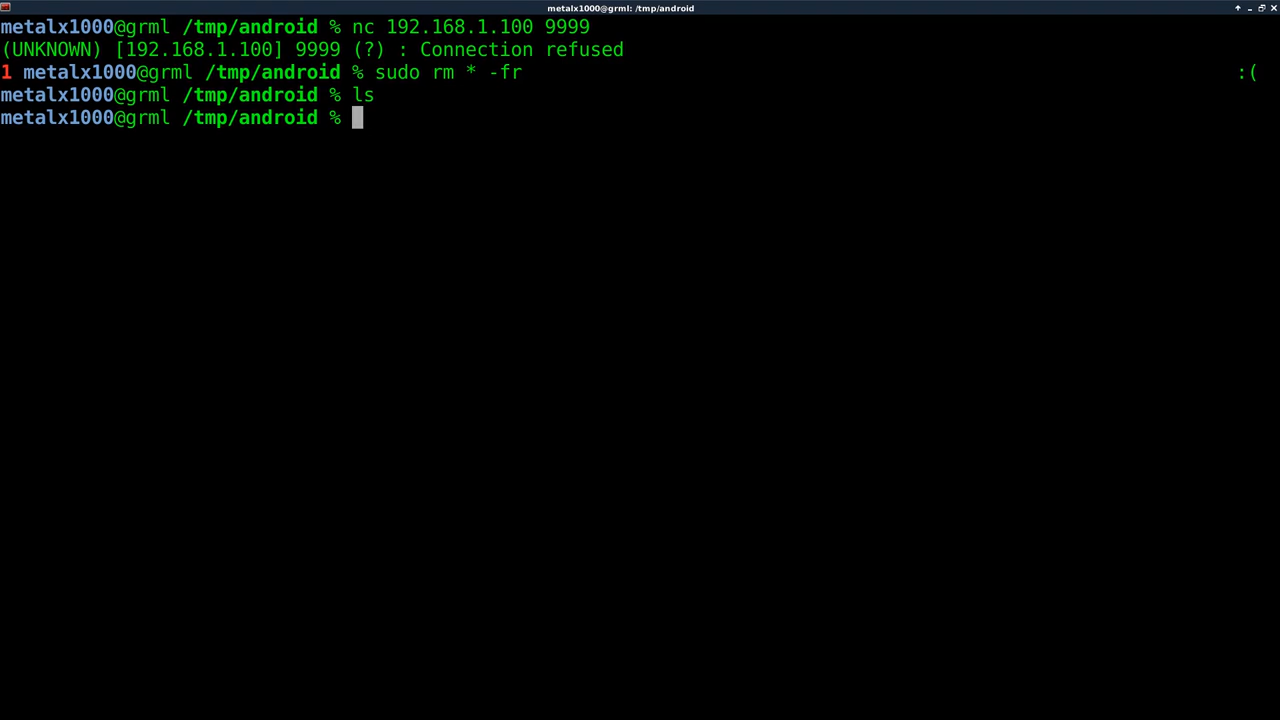 metalx1000@grml: /tmp/android
metalx1000@grml /tmp/android % nc 192.168.1.100 9999
(UNKNOWN) [192.168.1.100] 9999 (?) : Connection refused
1 metalx1000@grml /tmp/android % sudo rm * -fr :(
metalx1000@grml /tmp/android % ls
metalx1000@grml /tmp/android %